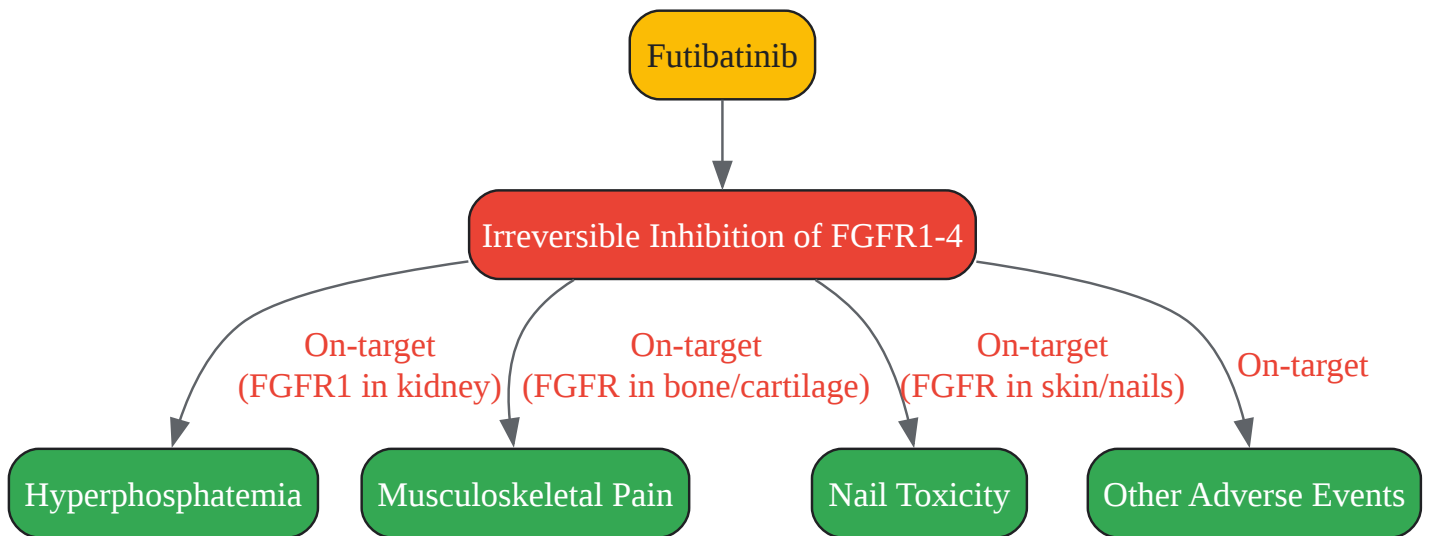 Futibatinib
Irreversible Inhibition of FGFR1-4
On-target
(FGFR1 in kidney)
On-target
(FGFR in bone/cartilage)
On-target
(FGFR in skin/nails)
On-target
Hyperphosphatemia
Musculoskeletal Pain
Nail Toxicity
Other Adverse Events